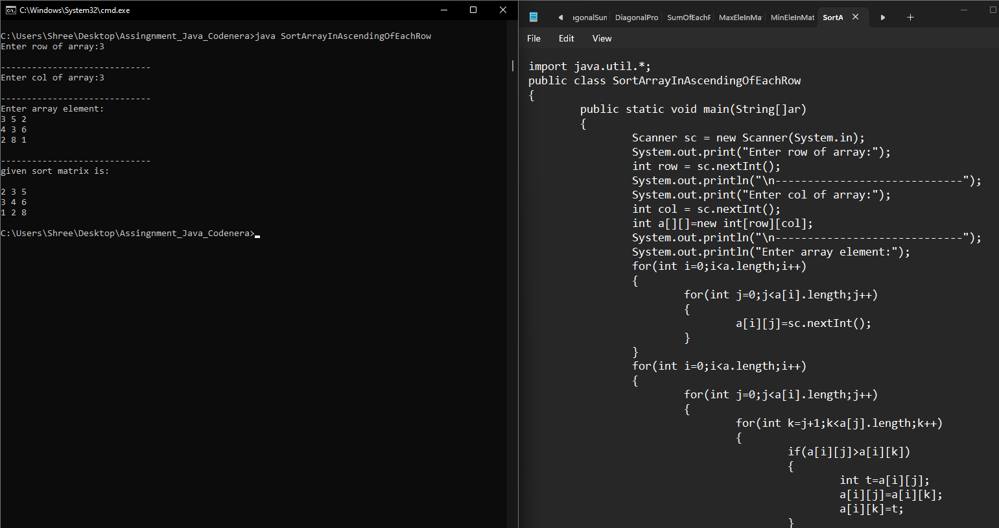 C:\Windows\System32\cmd.exe
C:\Users\Shree\Desktop\Assingnment_Java_Codenera>java SortArrayInAscendingOfEachRow
Enter row of array:3
-----------------------------
Enter col of array:3
-----------------------------
Enter array element:
3 5 2
4 3 6
2 8 1
-----------------------------
given sort matrix is:
2 3 5
3 4 6
1 2 8
C:\Users\Shree\Desktop\Assingnment_Java_Codenera>
agonalSun DiagonalPro SumOfEachF MaxEleInMa MinEleInMat SortA
File Edit View
import java.util.*;
public class SortArrayInAscendingOfEachRow
{
public static void main(String[]ar)
{
Scanner sc = new Scanner(System.in);
System.out.print("Enter row of array:");
int row = sc.nextInt();
System.out.println("\n-----------------------------");
System.out.print("Enter col of array:");
int col = sc.nextInt();
int a[][]=new int[row][col];
System.out.println("\n-----------------------------");
System.out.println("Enter array element:");
for(int i=0;i<a.length;i++)
{
for(int j=0;j<a[i].length;j++)
{
a[i][j]=sc.nextInt();
}
}
for(int i=0;i<a.length;i++)
{
for(int j=0;j<a[i].length;j++)
{
for(int k=j+1;k<a[j].length;k++)
{
if(a[i][j]>a[i][k])
{
int t=a[i][j];
a[i][j]=a[i][k];
a[i][k]=t;
}